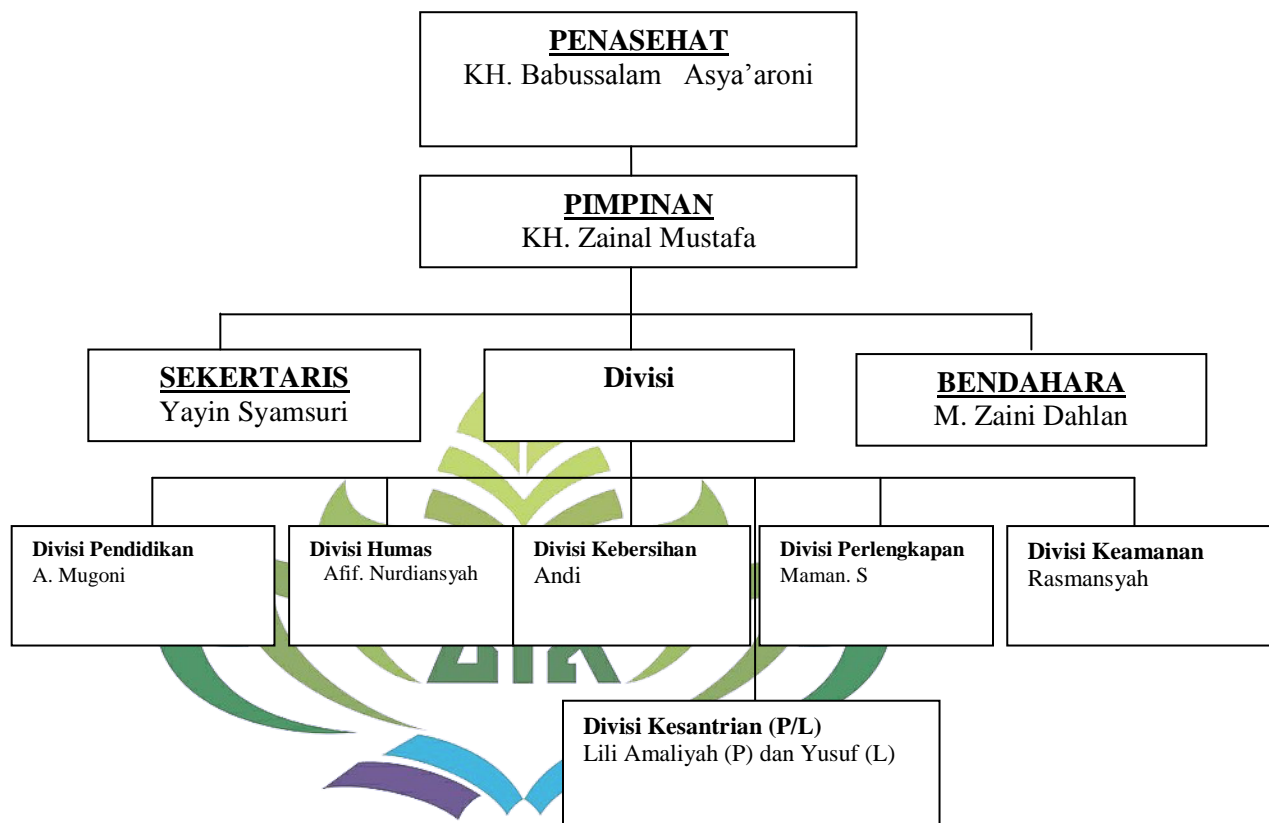 PENASEHAT
KH. Babussalam Asya’aroni
PIMPINAN
KH. Zainal Mustafa
SEKERTARIS
Yayin Syamsuri
Divisi
BENDAHARA
M. Zaini Dahlan
Divisi Pendidikan
A. Mugoni
Divisi Humas
Afif. Nurdiansyah
Divisi Kebersihan
Andi
Divisi Perlengkapan
Maman. S
Divisi Keamanan
Rasmansyah
Divisi Kesantrian (P/L)
Lili Amaliyah (P) dan Yusuf (L)